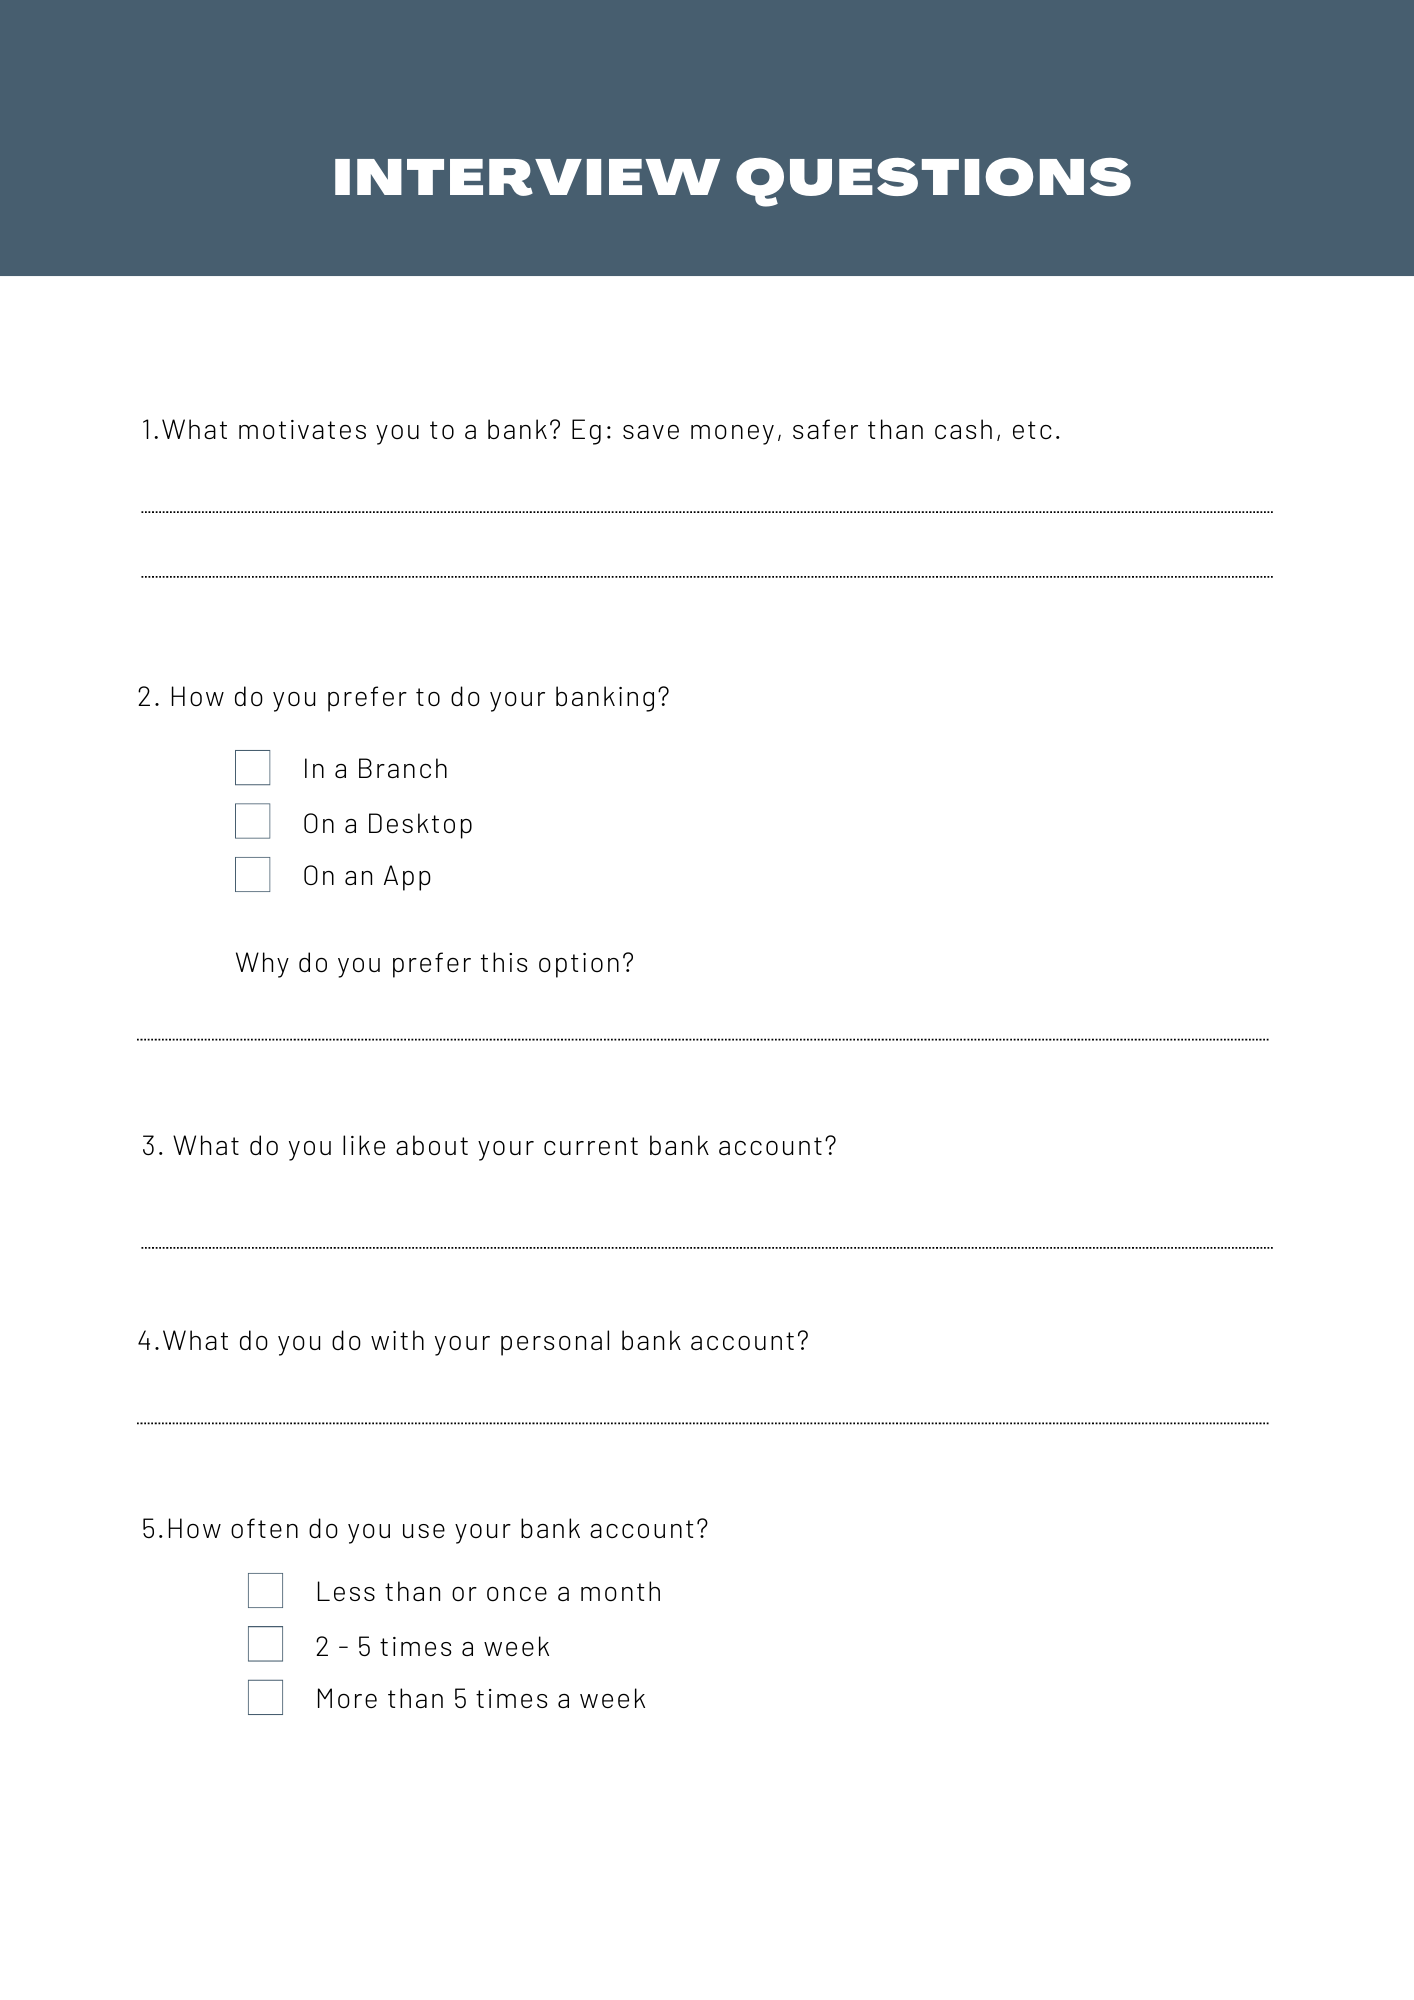 INTERVIEW QUESTIONS
1.What motivates you to a bank? Eg: save money, safer than cash, etc.
2. How do you prefer to do your banking?
In a Branch
On a Desktop
On an App
Why do you prefer this option?
3. What do you like about your current bank account?
4.What do you do with your personal bank account?
5.How often do you use your bank account?
Less than or once a month
2 - 5 times a week
More than 5 times a week